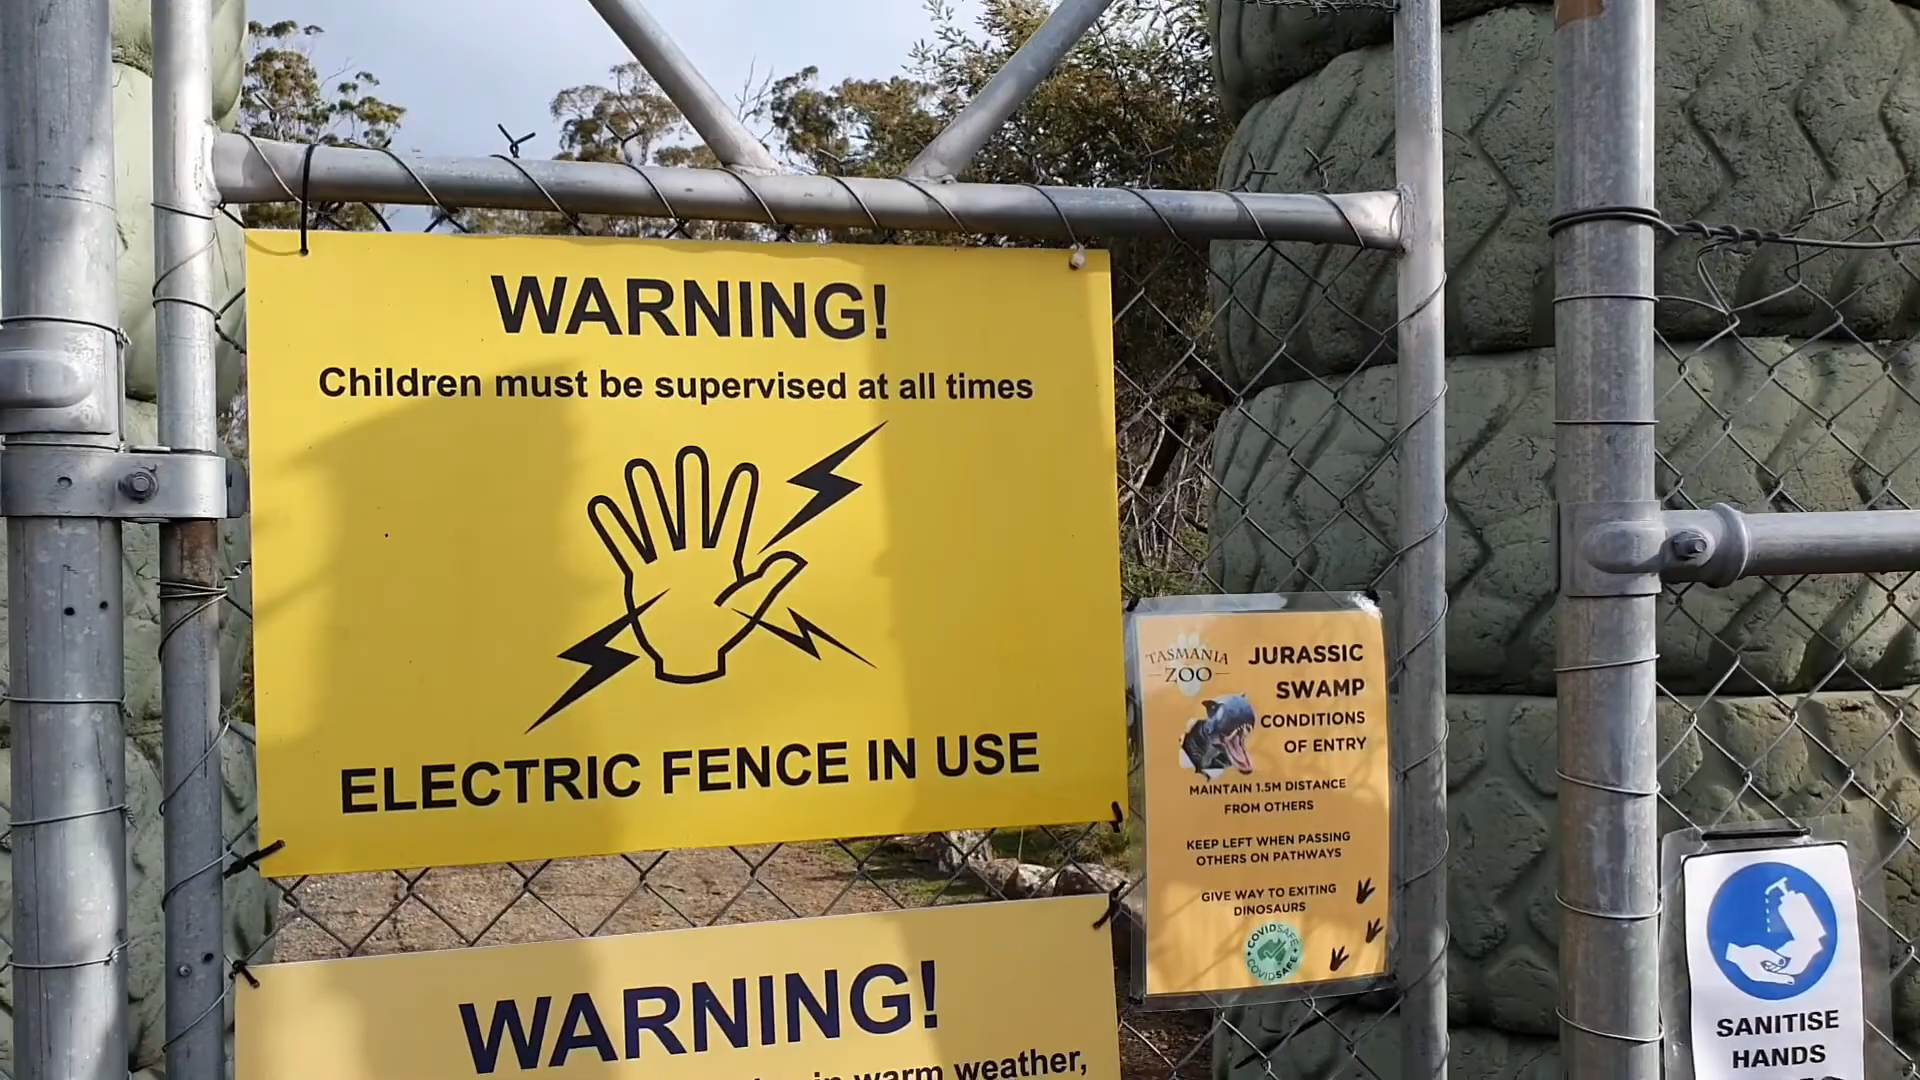 WARNING!
Children must be supervised at all times
ELECTRIC FENCE IN USE
WARNING!
in warm weather,
TASMANIA
ZOO
JURASSIC
SWAMP
CONDITIONS
OF ENTRY
MAINTAIN 1.5M DISTANCE
FROM OTHERS
KEEP LEFT WHEN PASSING
OTHERS ON PATHWAYS
GIVE WAY TO EXITING
DINOSAURS
COVIDSAFE
COVIDSAFE
SANITISE
HANDS